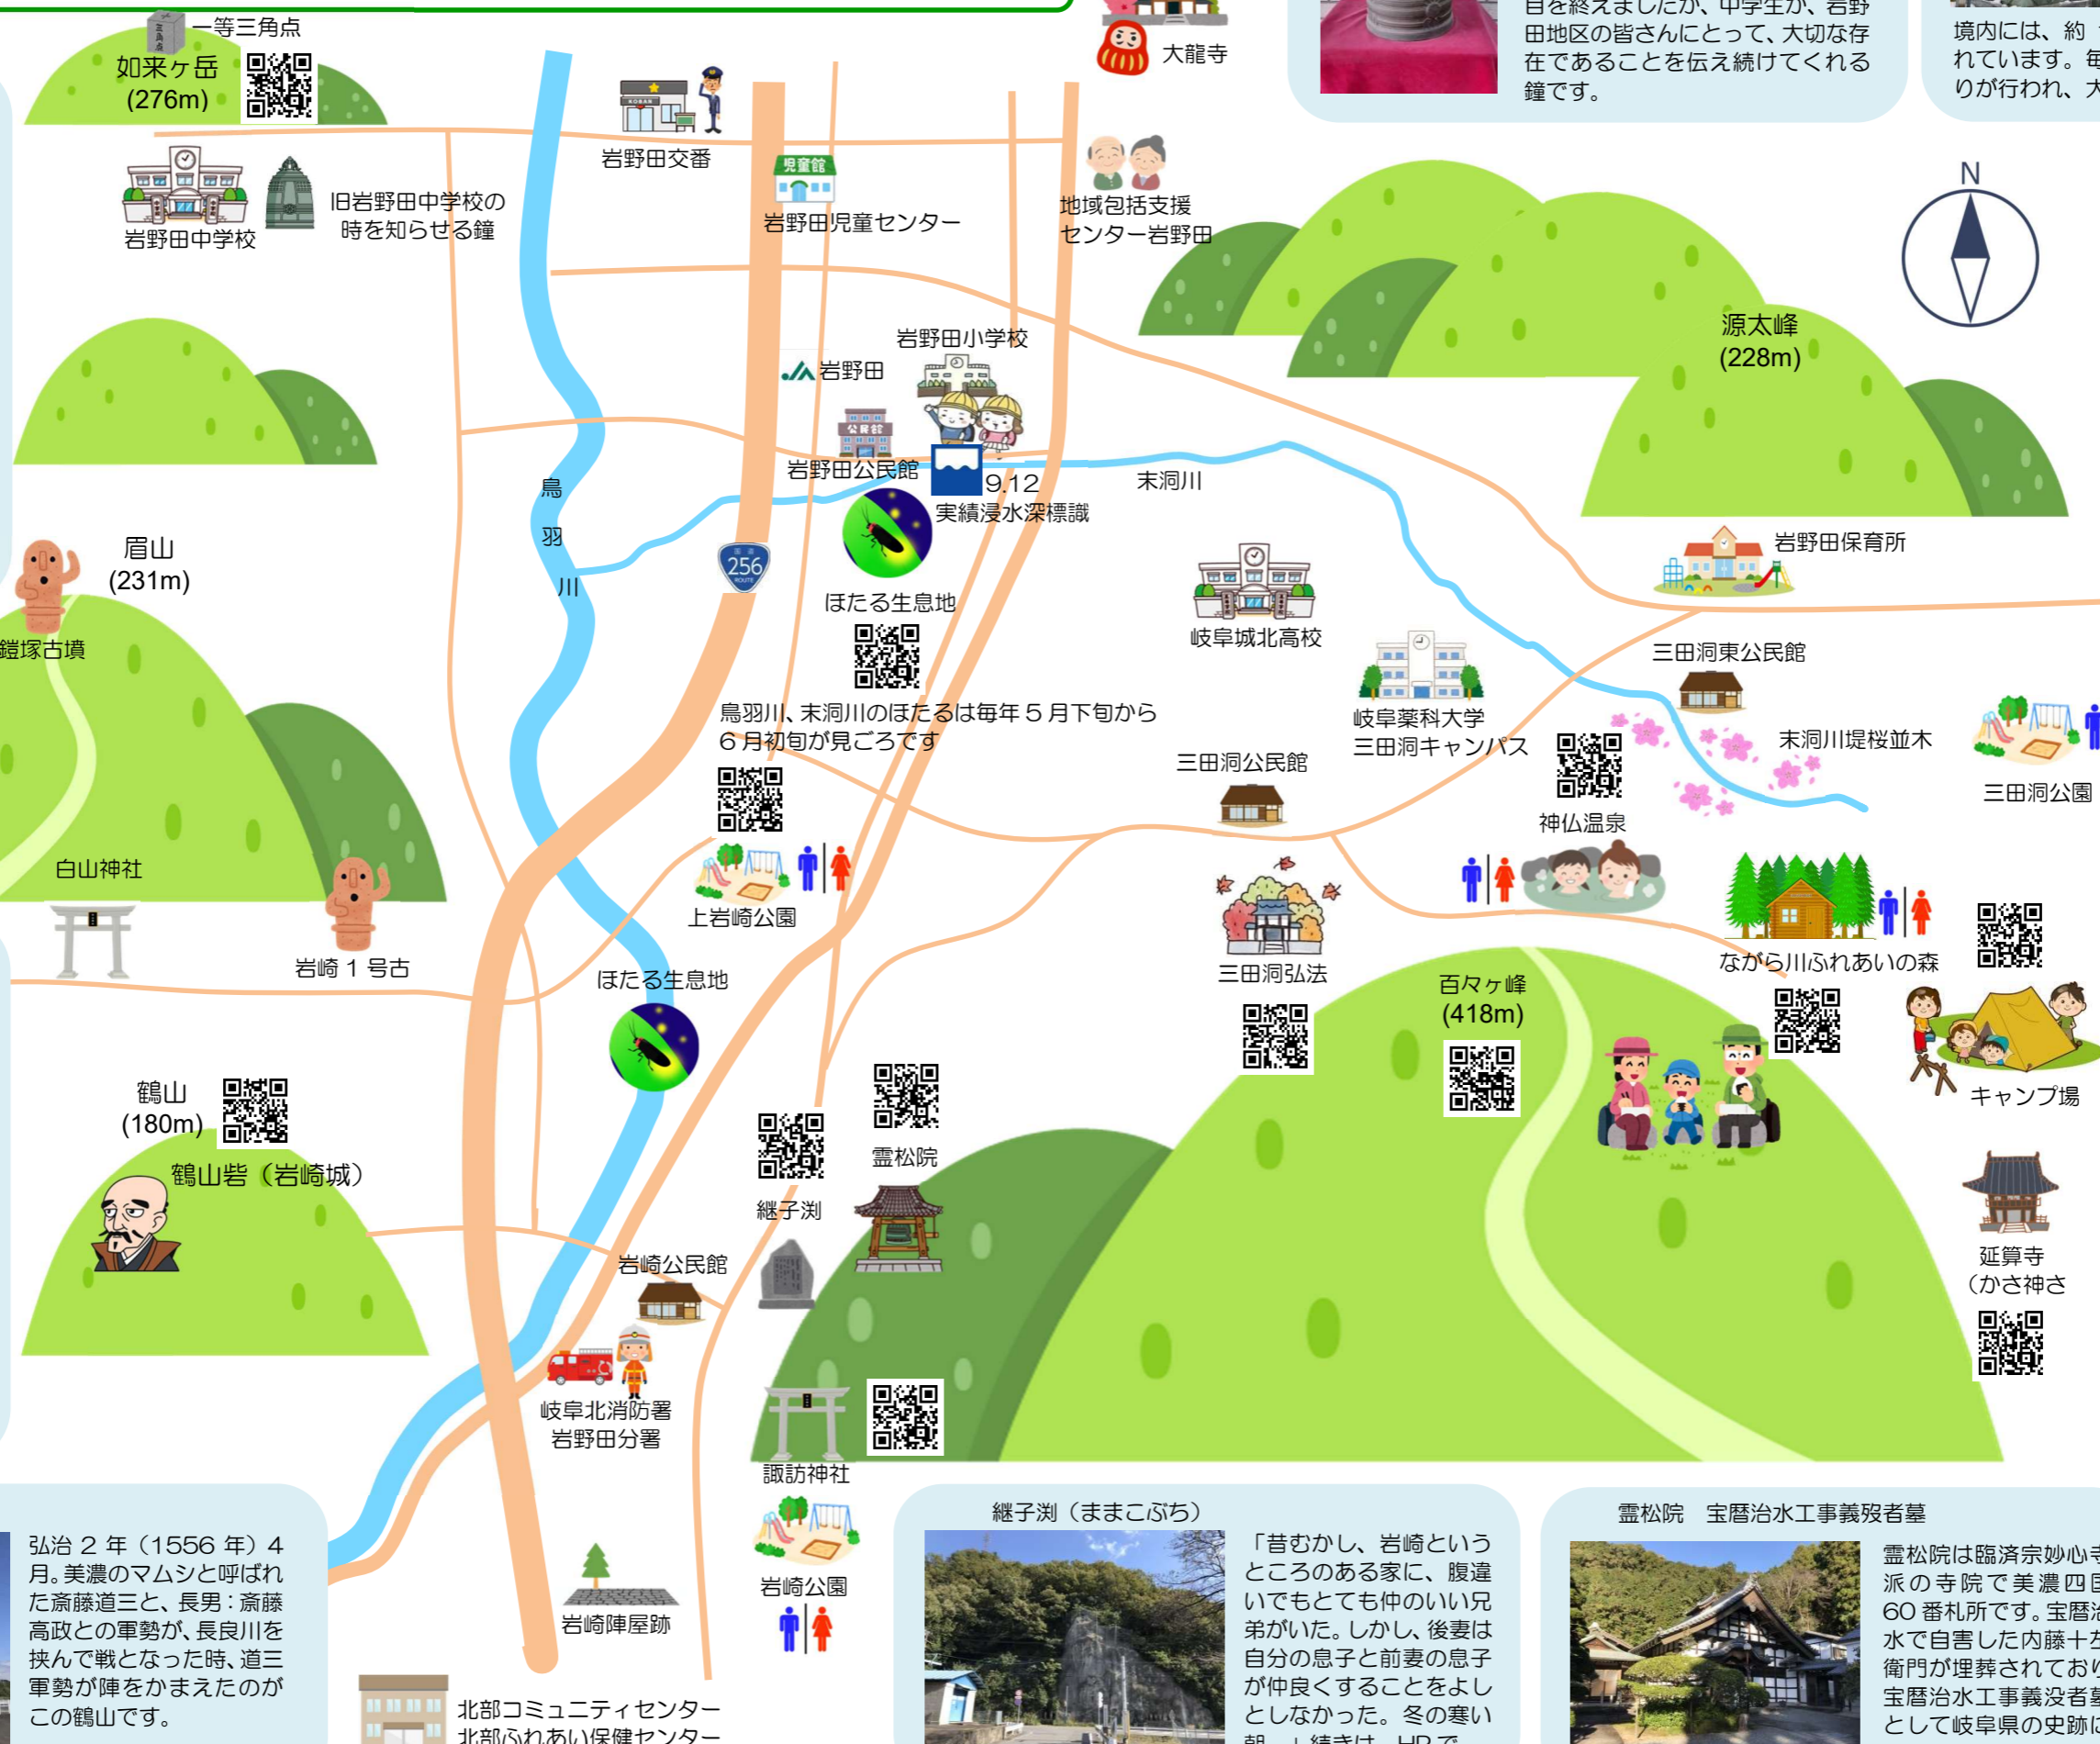 一等三角点
如来ヶ岳
(276m)
三角点
大龍寺
田地区の皆さんにとって、大切な存
在であることを伝え続けてくれる
鐘です。
境内には、約
れています。毎
りが行われ、大
KOBAN
岩野田交番
児童館
岩野田児童センター
地域包括支援
センター岩野田
岩野田中学校
旧岩野田中学校の
時を知らせる鐘
N
源太峰
(228m)
岩野田小学校
JA岩野田
公民館
岩野田公民館
9.12
実績浸水深標識
末洞川
鳥
羽
川
国道
256
ROUTE
ほたる生息地
鳥羽川、末洞川のほたるは毎年５月下旬から
６月初旬が見ごろです
眉山
(231m)
鎧塚古墳
岐阜城北高校
岩野田保育所
三田洞東公民館
岐阜薬科大学
三田洞キャンパス
末洞川堤桜並木
三田洞公園
三田洞公民館
神仏温泉
上岩崎公園
白山神社
岩崎１号古
三田洞弘法
ながら川ふれあいの森
百々ヶ峰
(418m)
キャンプ場
ほたる生息地
鶴山
(180m)
鶴山砦（岩崎城）
霊松院
継子渕
岩崎公民館
延算寺
（かさ神さ
岐阜北消防署
岩野田分署
諏訪神社
岩崎公園
岩崎陣屋跡
北部コミュニティセンター
北部ふれあい保健センター
弘治 2 年（1556 年）4
月。美濃のマムシと呼ばれ
た斎藤道三と、長男：斎藤
高政との軍勢が、長良川を
挟んで戦となった時、道三
軍勢が陣をかまえたのが
この鶴山です。
継子渕（ままこぶち）
「昔むかし、岩崎という
ところのある家に、腹違
いでもとても仲のいい兄
弟がいた。しかし、後妻は
自分の息子と前妻の息子
が仲良くすることをよし
としなかった。冬の寒い
霊松院　宝暦治水工事義歿者墓
霊松院は臨済宗妙心寺
派の寺院で美濃四国
60 番札所です。宝暦治
水で自害した内藤十左
衛門が埋葬されており
宝暦治水工事義没者墓
として岐阜県の史跡に